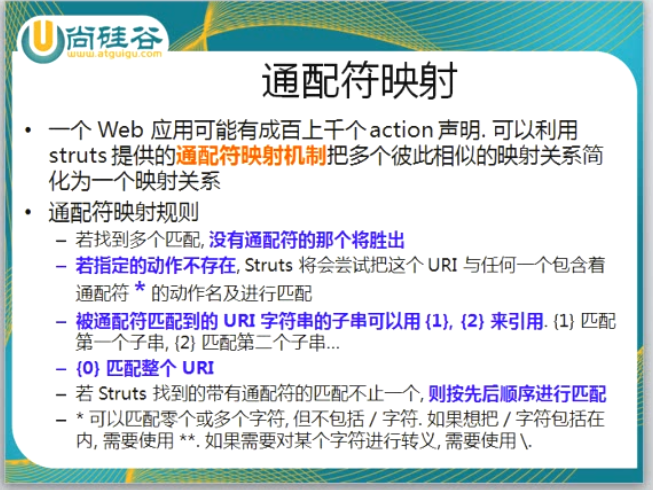 尚硅谷
www.atguigu.com
通配符映射
• 一个 Web 应用可能有成百上千个 action 声明. 可以利用
struts 提供的通配符映射机制把多个彼此相似的映射关系简
化为一个映射关系
• 通配符映射规则
– 若找到多个匹配, 没有通配符的那个将胜出
– 若指定的动作不存在, Struts 将会尝试把这个 URI 与任何一个包含着
通配符 * 的动作名及进行匹配
– 被通配符匹配到的 URI 字符串的子串可以用 {1}, {2} 来引用. {1} 匹配
第一个子串, {2} 匹配第二个子串…
– {0} 匹配整个 URI
– 若 Struts 找到的带有通配符的匹配不止一个, 则按先后顺序进行匹配
– * 可以匹配零个或多个字符, 但不包括 / 字符. 如果想把 / 字符包括在
内, 需要使用 **. 如果需要对某个字符进行转义, 需要使用 \.